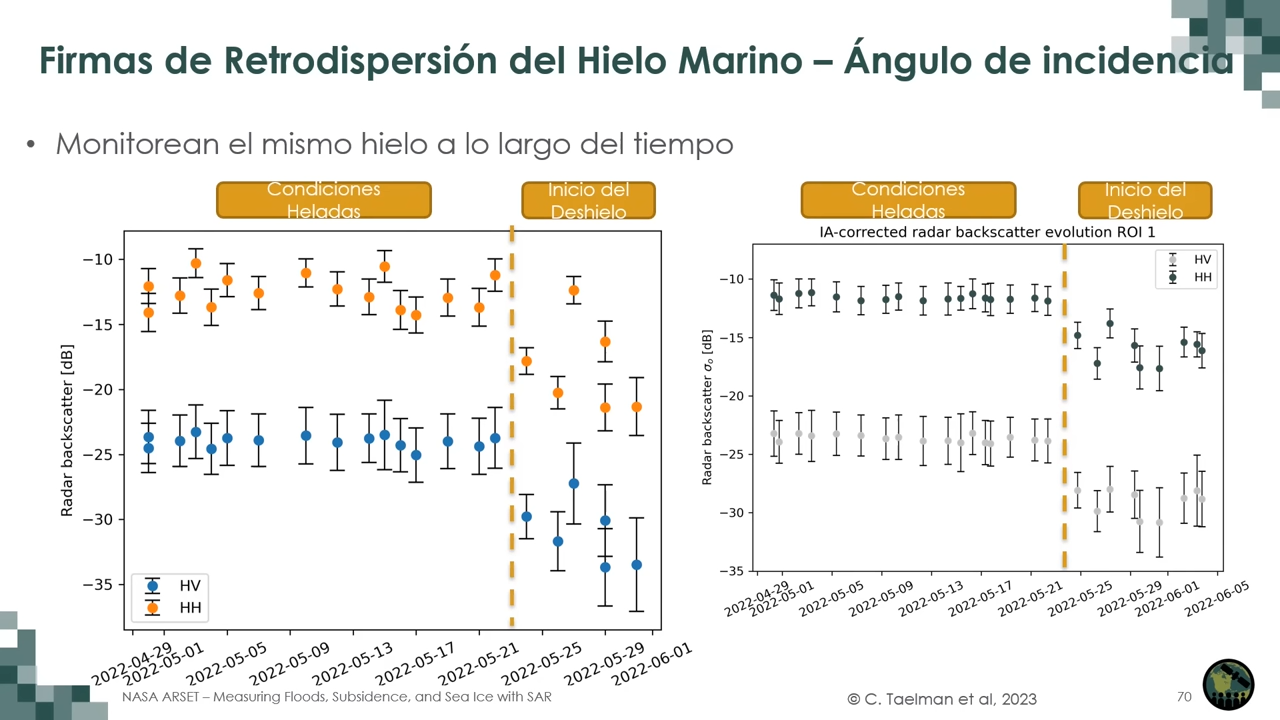 Firmas de Retrodispersión del Hielo Marino – Ángulo de incidencia
• Monitorean el mismo hielo a lo largo del tiempo
Condiciones
Heladas
Inicio del
Deshielo
Radar backscatter [dB]
−10
−15
−20
−25
−30
−35
HV
HH
2022-04-29
2022-05-01
2022-05-05
2022-05-09
2022-05-13
2022-05-17
2022-05-21
2022-05-25
2022-05-29
2022-06-01
Condiciones
Heladas
Inicio del
Deshielo
IA-corrected radar backscatter evolution ROI 1
Radar backscatter σₒ [dB]
−10
−15
−20
−25
−30
−35
HV
HH
2022-04-29
2022-05-01
2022-05-05
2022-05-09
2022-05-13
2022-05-17
2022-05-21
2022-05-25
2022-05-29
2022-06-01
2022-06-05
NASA ARSET – Measuring Floods, Subsidence, and Sea Ice with SAR
© C. Taelman et al, 2023
70